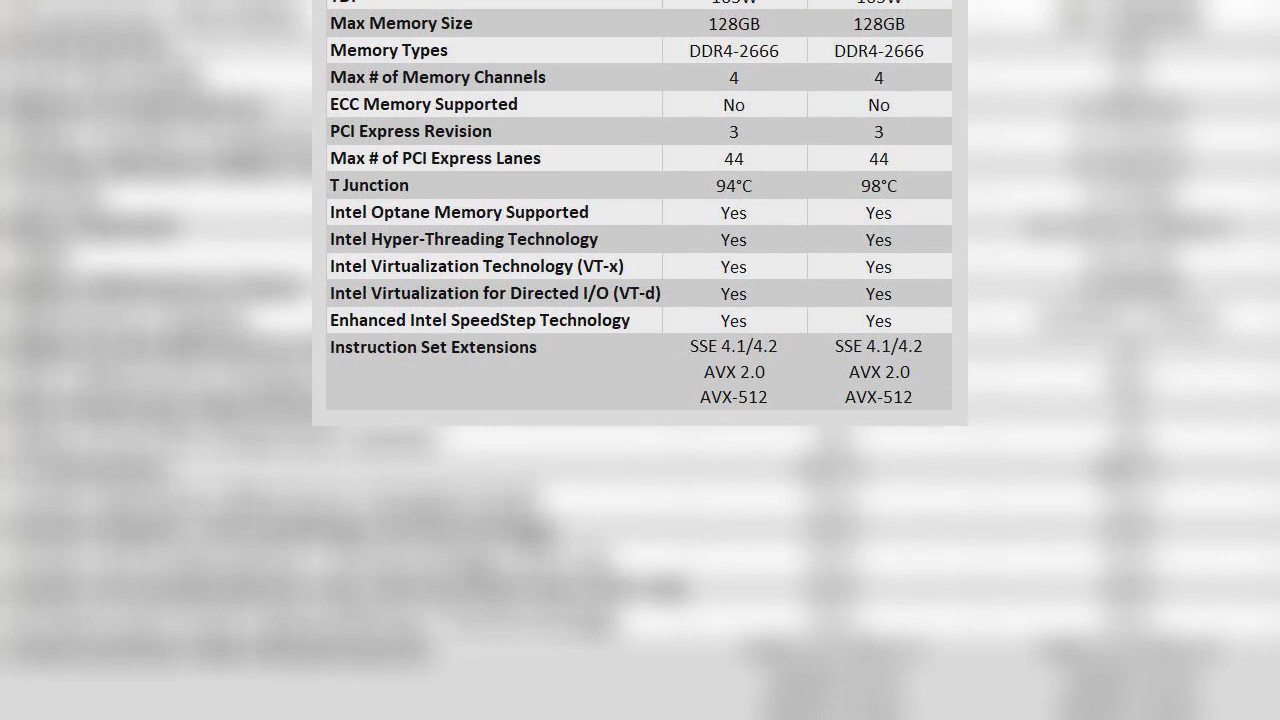 Max Memory Size 128GB 128GB
Memory Types DDR4-2666 DDR4-2666
Max # of Memory Channels 4 4
ECC Memory Supported No No
PCI Express Revision 3 3
Max # of PCI Express Lanes 44 44
T Junction 94°C 98°C
Intel Optane Memory Supported Yes Yes
Intel Hyper-Threading Technology Yes Yes
Intel Virtualization Technology (VT-x) Yes Yes
Intel Virtualization for Directed I/O (VT-d) Yes Yes
Enhanced Intel SpeedStep Technology Yes Yes
Instruction Set Extensions SSE 4.1/4.2 SSE 4.1/4.2
AVX 2.0 AVX 2.0
AVX-512 AVX-512